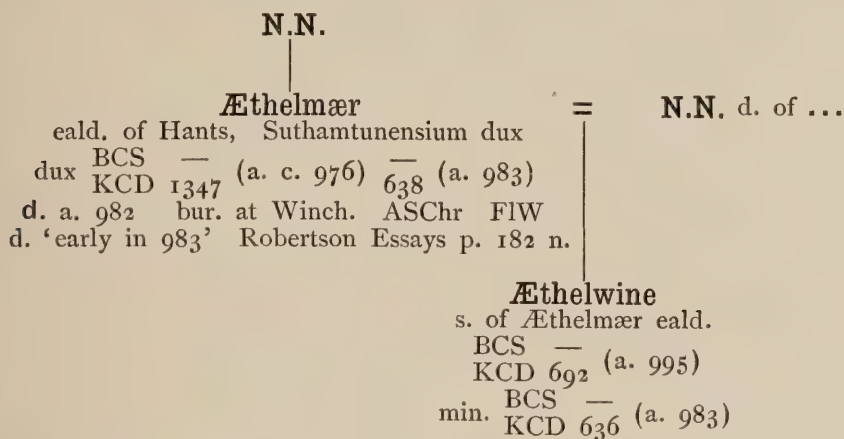 N.N.
Æthelmær = N.N. d. of ...
eald. of Hants, Suthamtunensium dux
dux BCS — (a. c. 976) — (a. 983)
KCD 1347 638
d. a. 982 bur. at Winch. ASChr FlW
d. ‘early in 983’ Robertson Essays p. 182 n.
Æthelwine
s. of Æthelmær eald.
BCS — (a. 995)
KCD 692
min. BCS — (a. 983)
KCD 636